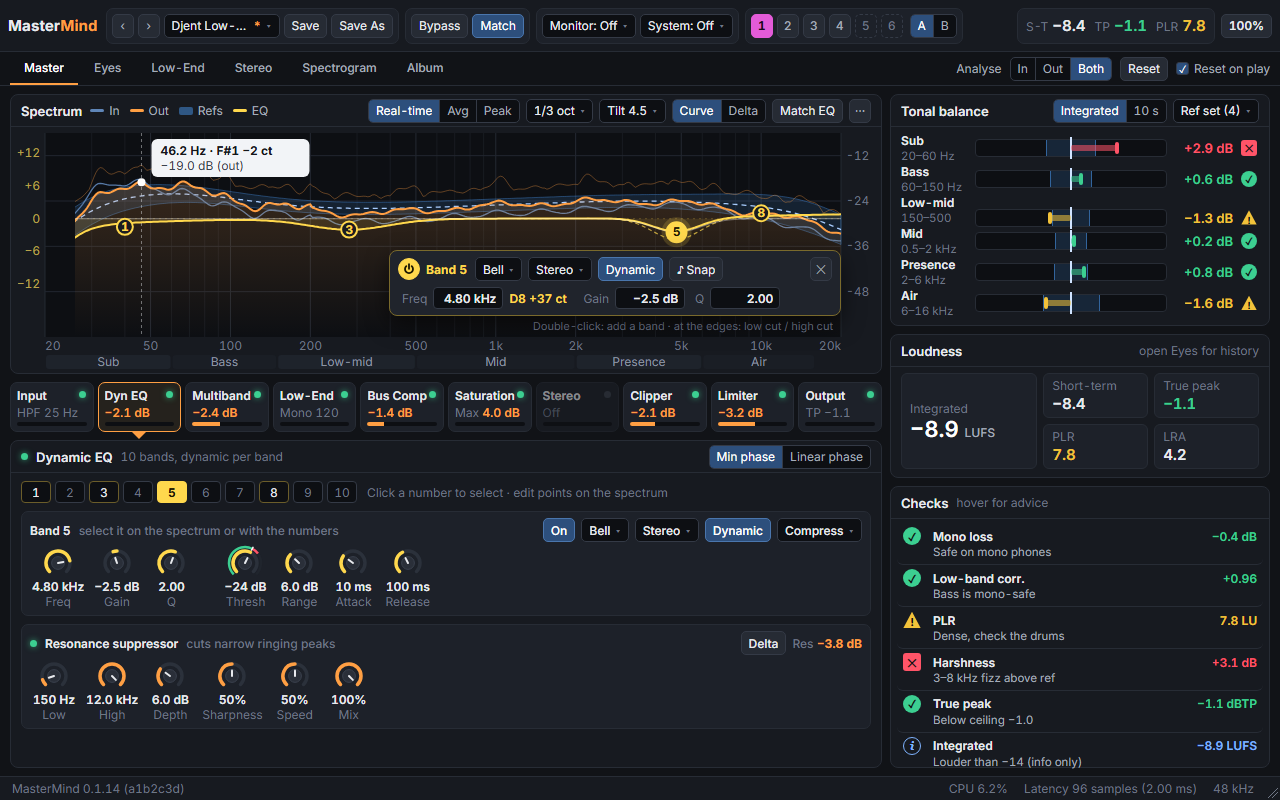 MasterMind ‹ › Djent Low-... * Save Save As Bypass Match Monitor: Off System: Off 1 2 3 4 5 6 A B S-T −8.4 TP −1.1 PLR 7.8 100%
Master Eyes Low-End Stereo Spectrogram Album Analyse In Out Both Reset Reset on play
Spectrum In Out Refs EQ Real-time Avg Peak 1/3 oct Tilt 4.5 Curve Delta Match EQ ...
46.2 Hz · F#1 −2 ct
−19.0 dB (out)
+12 -12
+6 -24
0 -36
−6 -48
−12
1 3 5 8
Band 5 Bell Stereo Dynamic ♪ Snap ×
Freq 4.80 kHz D8 +37 ct Gain −2.5 dB Q 2.00
Double-click: add a band · at the edges: low cut / high cut
20 50 100 200 500 1k 2k 5k 10k 20k
Sub Bass Low-mid Mid Presence Air
Tonal balance Integrated 10 s Ref set (4)
Sub +2.9 dB
20–60 Hz
Bass +0.6 dB
60–150 Hz
Low-mid −1.3 dB
150–500
Mid +0.2 dB
0.5–2 kHz
Presence +0.8 dB
2–6 kHz
Air −1.6 dB
6–16 kHz
Loudness open Eyes for history
Integrated
−8.9 LUFS
Short-term
−8.4
True peak
−1.1
PLR
7.8
LRA
4.2
Input
HPF 25 Hz
Dyn EQ
−2.1 dB
Multiband
−2.4 dB
Low-End
Mono 120
Bus Comp
−1.4 dB
Saturation
Max 4.0 dB
Stereo
Off
Clipper
−2.1 dB
Limiter
−3.2 dB
Output
TP −1.1
Dynamic EQ 10 bands, dynamic per band Min phase Linear phase
1 2 3 4 5 6 7 8 9 10 Click a number to select · edit points on the spectrum
Band 5 select it on the spectrum or with the numbers On Bell Stereo Dynamic Compress
4.80 kHz −2.5 dB 2.00 −24 dB 6.0 dB 10 ms 100 ms
Freq Gain Q Thresh Range Attack Release
Resonance suppressor cuts narrow ringing peaks Delta Res −3.8 dB
150 Hz 12.0 kHz 6.0 dB 50% 50% 100%
Low High Depth Sharpness Speed Mix
Checks hover for advice
Mono loss −0.4 dB
Safe on mono phones
Low-band corr. +0.96
Bass is mono-safe
PLR 7.8 LU
Dense, check the drums
Harshness +3.1 dB
3–8 kHz fizz above ref
True peak −1.1 dBTP
Below ceiling −1.0
Integrated −8.9 LUFS
Louder than −14 (info only)
MasterMind 0.1.14 (a1b2c3d) CPU 6.2% Latency 96 samples (2.00 ms) 48 kHz